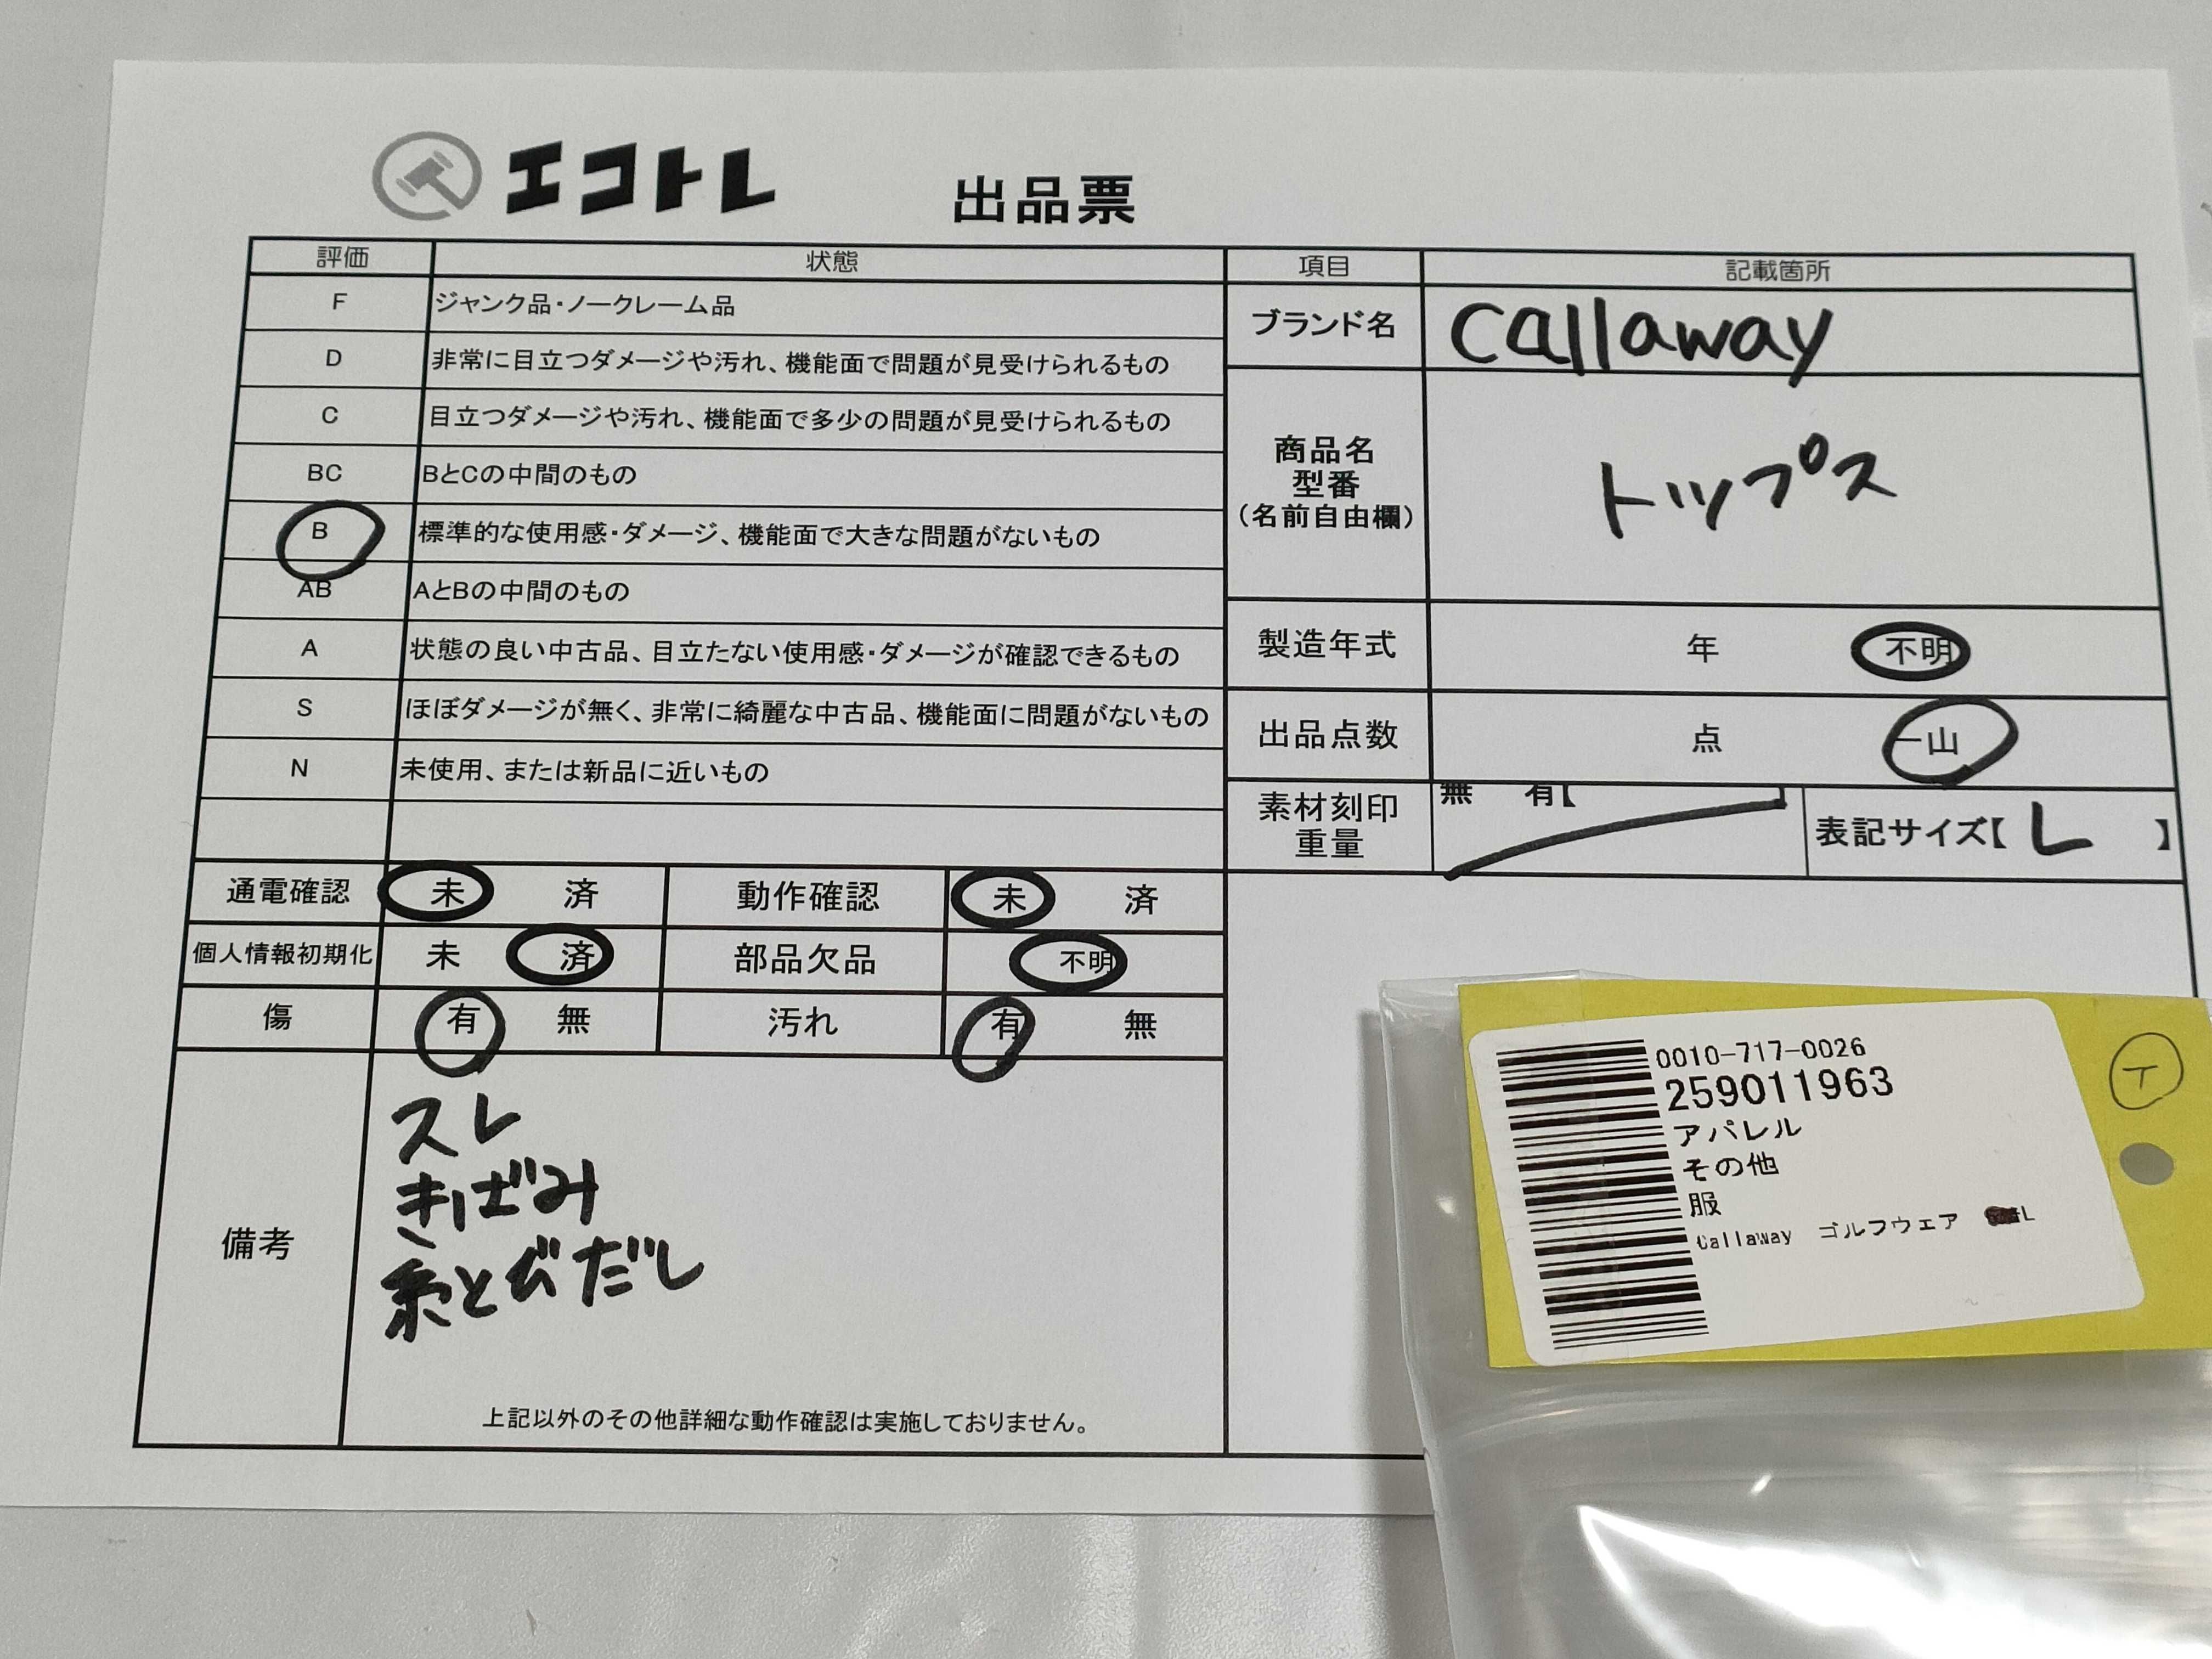 エコトレ 出品票
評価 状態
F ジャンク品・ノークレーム品
D 非常に目立つダメージや汚れ、機能面で問題が見受けられるもの
C 目立つダメージや汚れ、機能面で多少の問題が見受けられるもの
BC BとCの中間のもの
B 標準的な使用感・ダメージ、機能面で大きな問題がないもの
AB AとBの中間のもの
A 状態の良い中古品、目立たない使用感・ダメージが確認できるもの
S ほぼダメージが無く、非常に綺麗な中古品、機能面に問題がないもの
N 未使用、または新品に近いもの
通電確認 未 済 動作確認 未 済
個人情報初期化 未 済 部品欠品 不明
傷 有 無 汚れ 有 無
備考
スレ
きばみ
糸とびだし
上記以外のその他詳細な動作確認は実施しておりません。
項目 記載箇所
ブランド名 callaway
商品名
型番
（名前自由欄）
トップス
製造年式 年 不明
出品点数 点 一山
素材刻印
重量
無 有【 】
表記サイズ【 L 】
0010-717-0026
259011963
アパレル
その他
服
Callaway ゴルフウェア L
イ